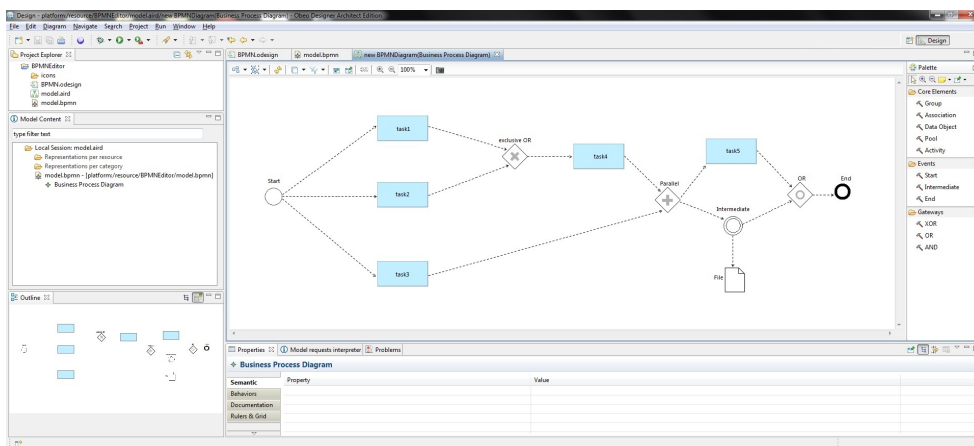 Design - platform/resource/BPMNEditor/model.aird/new BPMNDiagram(Business Process Diagram) - Obeo Designer Architect Edition
File Edit Diagram Navigate Search Project Run Window Help
Design
Project Explorer
BPMNEditor
icons
BPMN.odesign
model.aird
model.bpmn
Model Content
type filter text
Local Session: model.aird
Representations per resource
Representations per category
model.bpmn - [platform/resource/BPMNEditor/model.bpmn]
Business Process Diagram
Outline
BPMN.odesign model.bpmn new BPMNDiagram(Business Process Diagram)
100%
task1
exclusive OR
task4
task5
Start
task2
Parallel
OR
End
Intermediate
task3
File
Palette
Core Elements
Group
Association
Data Object
Pool
Activity
Events
Start
Intermediate
End
Gateways
XOR
OR
AND
Properties Model requests interpreter Problems
Business Process Diagram
Semantic
Behaviors
Documentation
Rulers & Grid
Property Value